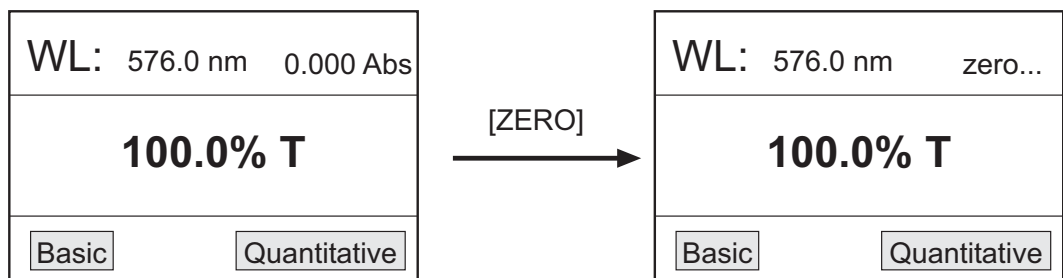 WL: 576.0 nm 0.000 Abs
100.0% T
Basic Quantitative
[ZERO]
WL: 576.0 nm zero...
100.0% T
Basic Quantitative